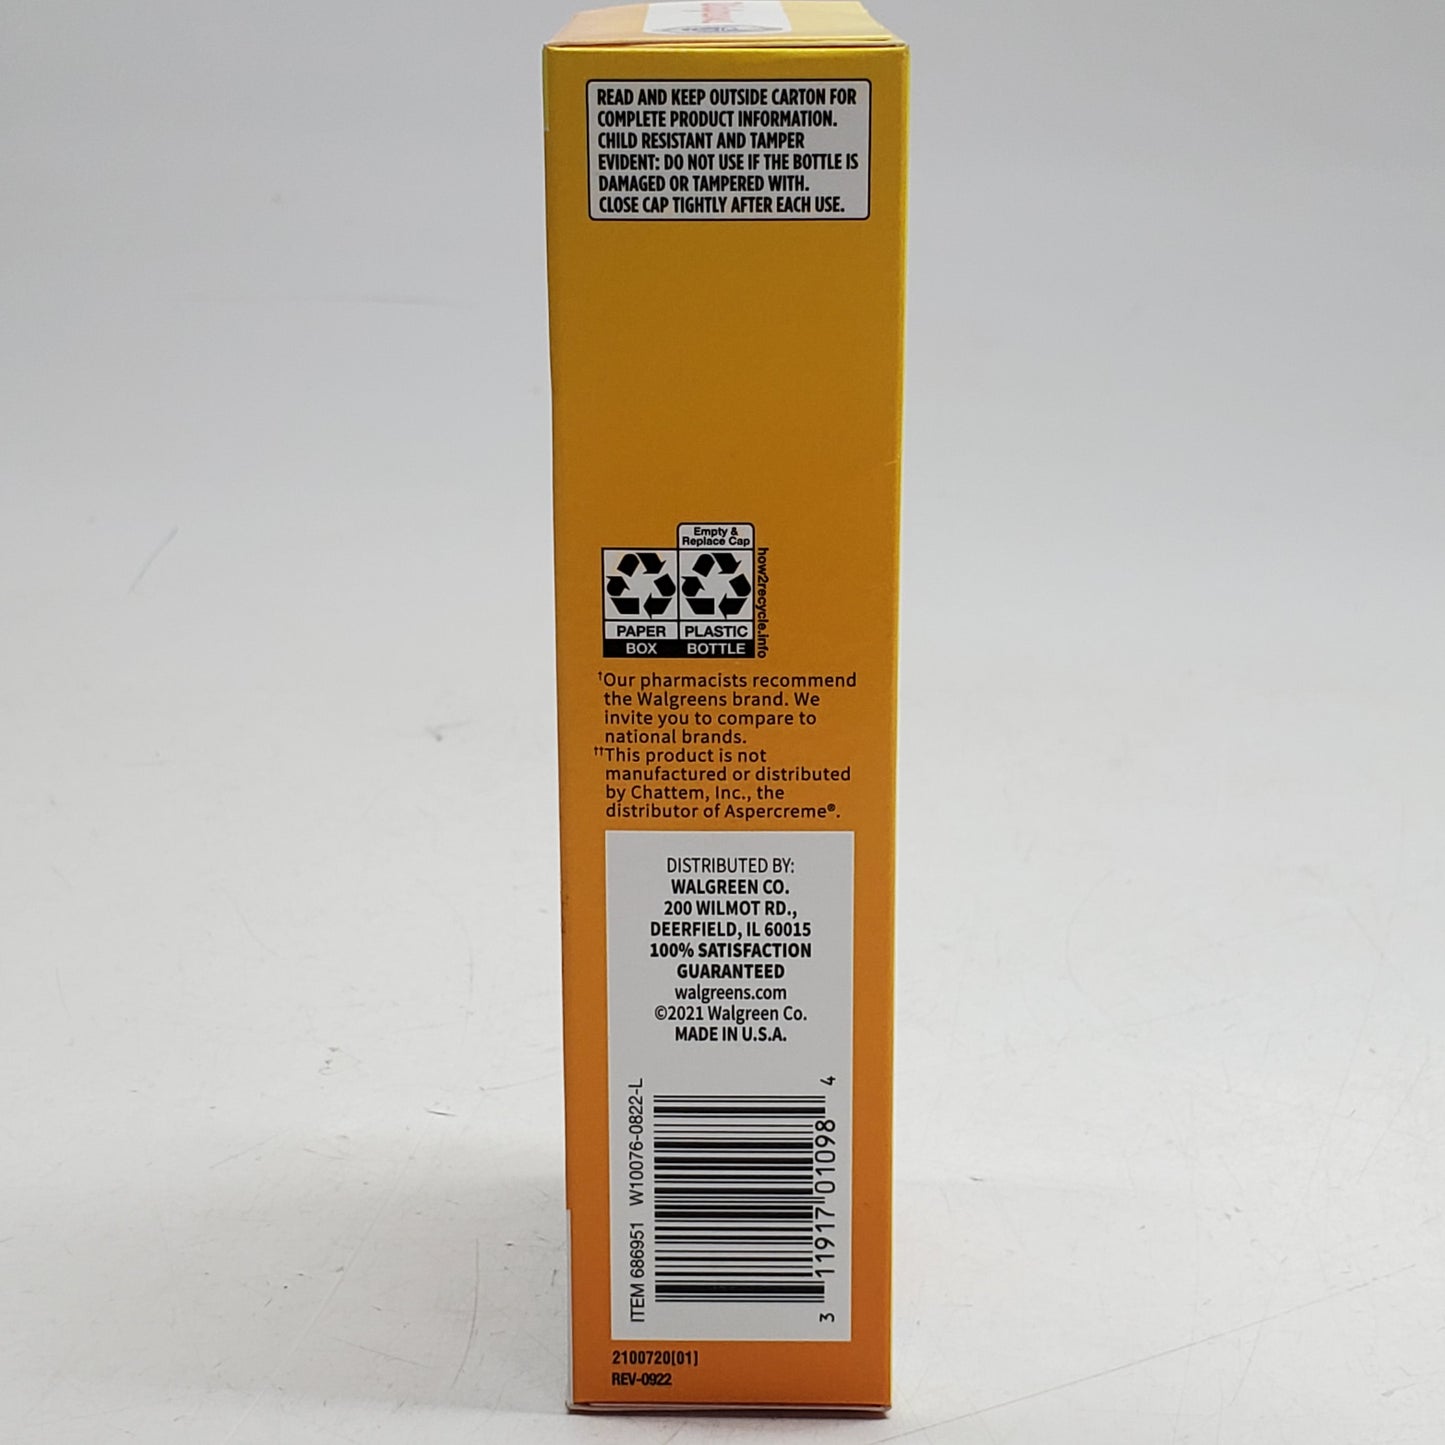 READ AND KEEP OUTSIDE CARTON FOR
COMPLETE PRODUCT INFORMATION.
CHILD RESISTANT AND TAMPER
EVIDENT: DO NOT USE IF THE BOTTLE IS
DAMAGED OR TAMPERED WITH.
CLOSE CAP TIGHTLY AFTER EACH USE.
Empty &
Replace Cap
PAPER PLASTIC
BOX BOTTLE
how2recycle.info
†Our pharmacists recommend
the Walgreens brand. We
invite you to compare to
national brands.
††This product is not
manufactured or distributed
by Chattem, Inc., the
distributor of Aspercreme®.
DISTRIBUTED BY:
WALGREEN CO.
200 WILMOT RD.,
DEERFIELD, IL 60015
100% SATISFACTION
GUARANTEED
walgreens.com
©2021 Walgreen Co.
MADE IN U.S.A.
ITEM 686951 W10076-0822-L
3 11917 01098 4
2100720[01]
REV-0922